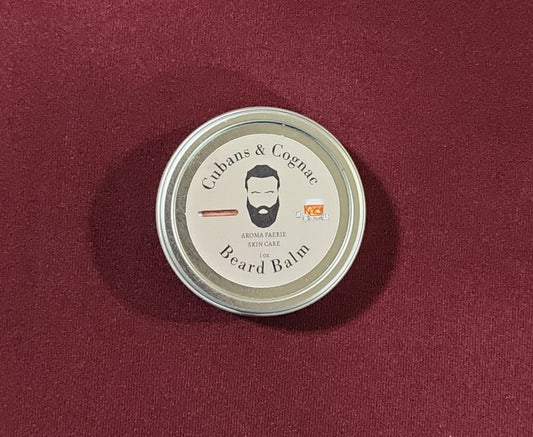 Cubans & Cognac
AROMA FAERIE
SKIN CARE
1 oz
Beard Balm